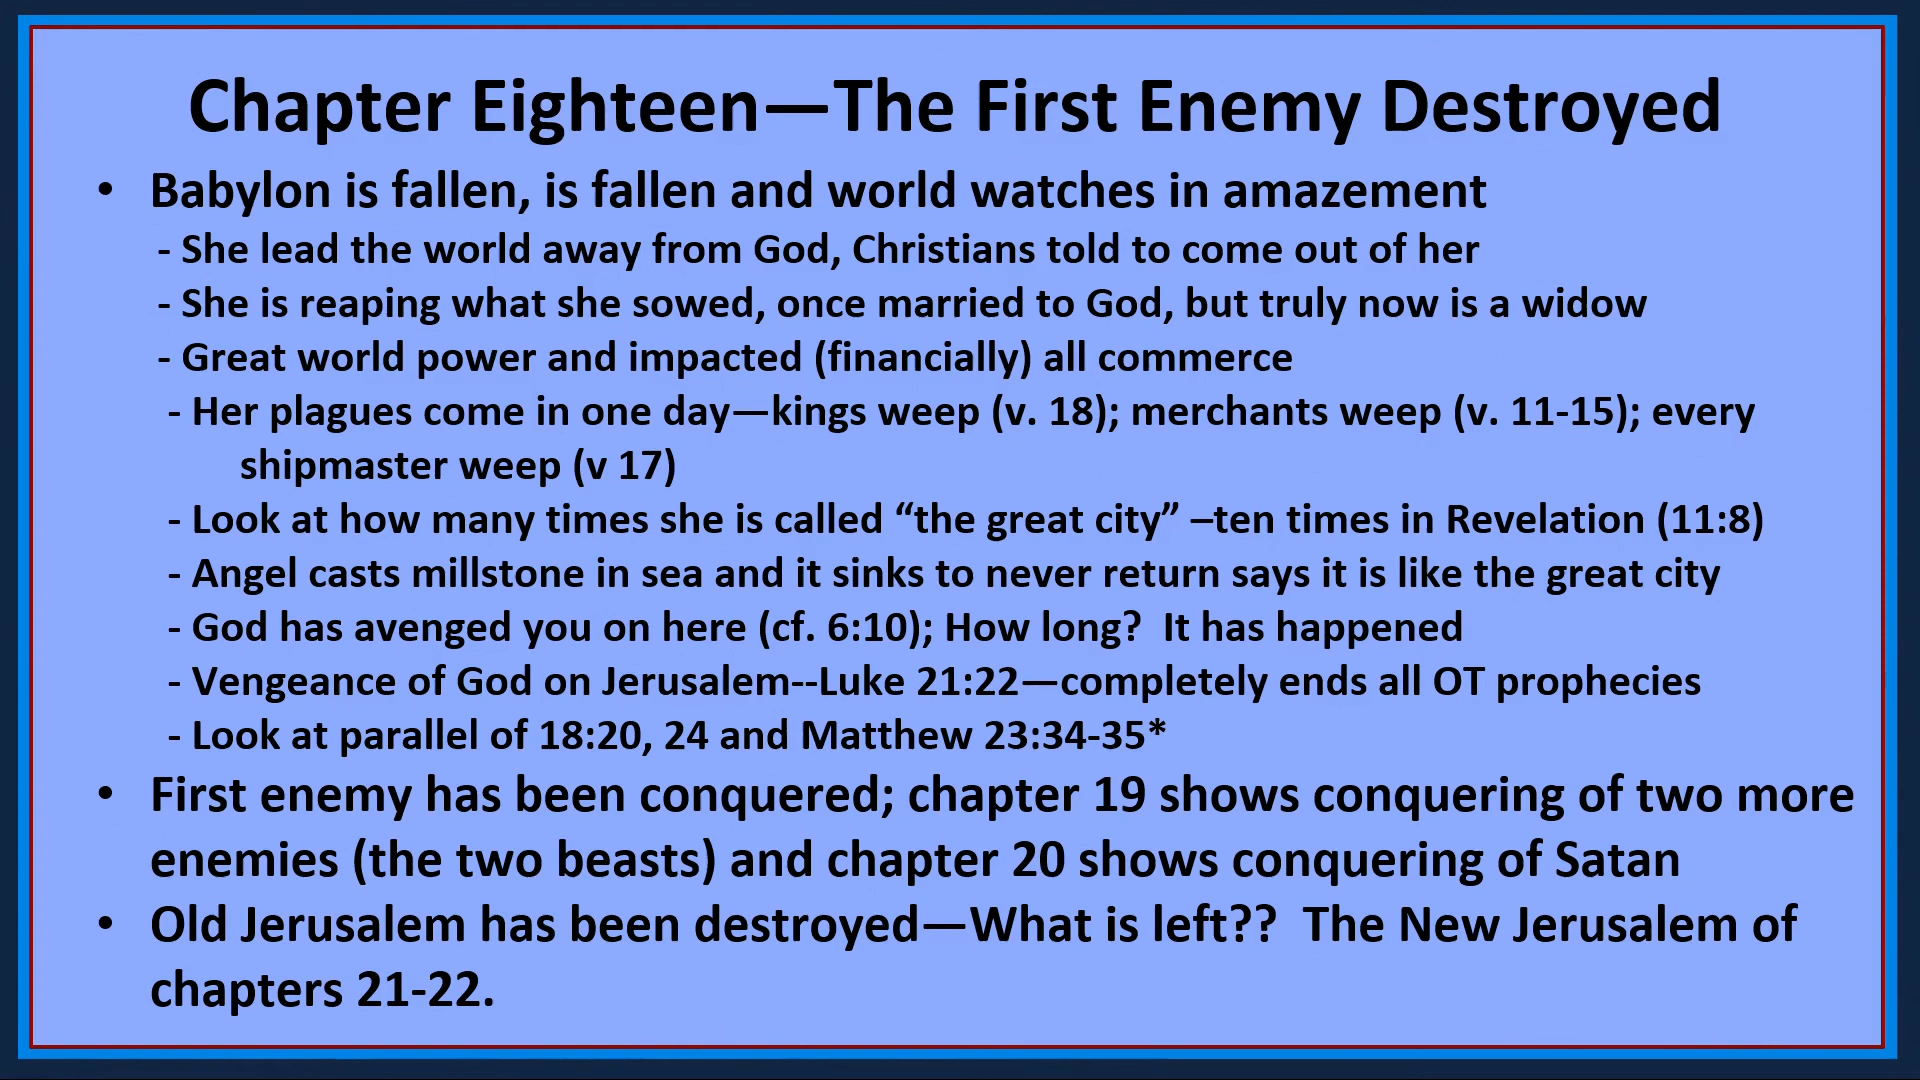 Chapter Eighteen—The First Enemy Destroyed
• Babylon is fallen, is fallen and world watches in amazement
- She lead the world away from God, Christians told to come out of her
- She is reaping what she sowed, once married to God, but truly now is a widow
- Great world power and impacted (financially) all commerce
- Her plagues come in one day—kings weep (v. 18); merchants weep (v. 11-15); every
shipmaster weep (v 17)
- Look at how many times she is called “the great city” –ten times in Revelation (11:8)
- Angel casts millstone in sea and it sinks to never return says it is like the great city
- God has avenged you on here (cf. 6:10); How long?  It has happened
- Vengeance of God on Jerusalem--Luke 21:22—completely ends all OT prophecies
- Look at parallel of 18:20, 24 and Matthew 23:34-35*
• First enemy has been conquered; chapter 19 shows conquering of two more
enemies (the two beasts) and chapter 20 shows conquering of Satan
• Old Jerusalem has been destroyed—What is left??  The New Jerusalem of
chapters 21-22.